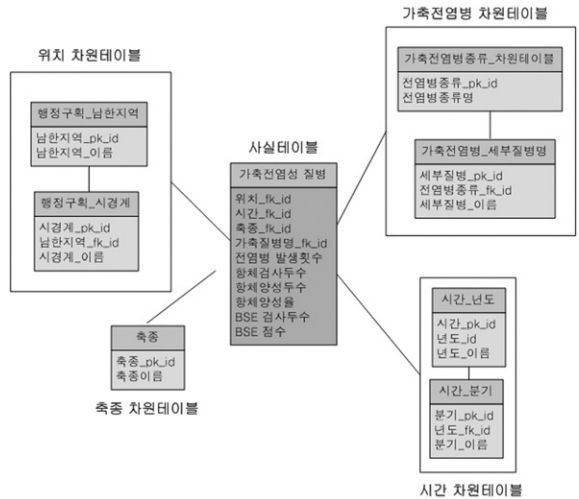 가축전염병 차원테이블
위치 차원테이블
가축전염병종류_차원테이블
전염병종류_pk_id
전염병종류명
행정구획_남한지역
남한지역_pk_id
남한지역_이름
사실테이블
가축전염병_세부질병명
세부질병_pk_id
전염병종류_fk_id
세부질병_이름
가축전염성 질병
위치_fk_id
시간_fk_id
축종_fk_id
가축질병명_fk_id
전염병 발생횟수
항체검사두수
항체양성두수
항체양성율
BSE 검사두수
BSE 점수
행정구획_시경계
시경계_pk_id
남한지역_fk_id
시경계_이름
시간_년도
시간_pk_id
년도_id
년도_이름
축종
축종_pk_id
축종이름
축종 차원테이블
시간_분기
분기_pk_id
년도_fk_id
분기_이름
시간 차원테이블